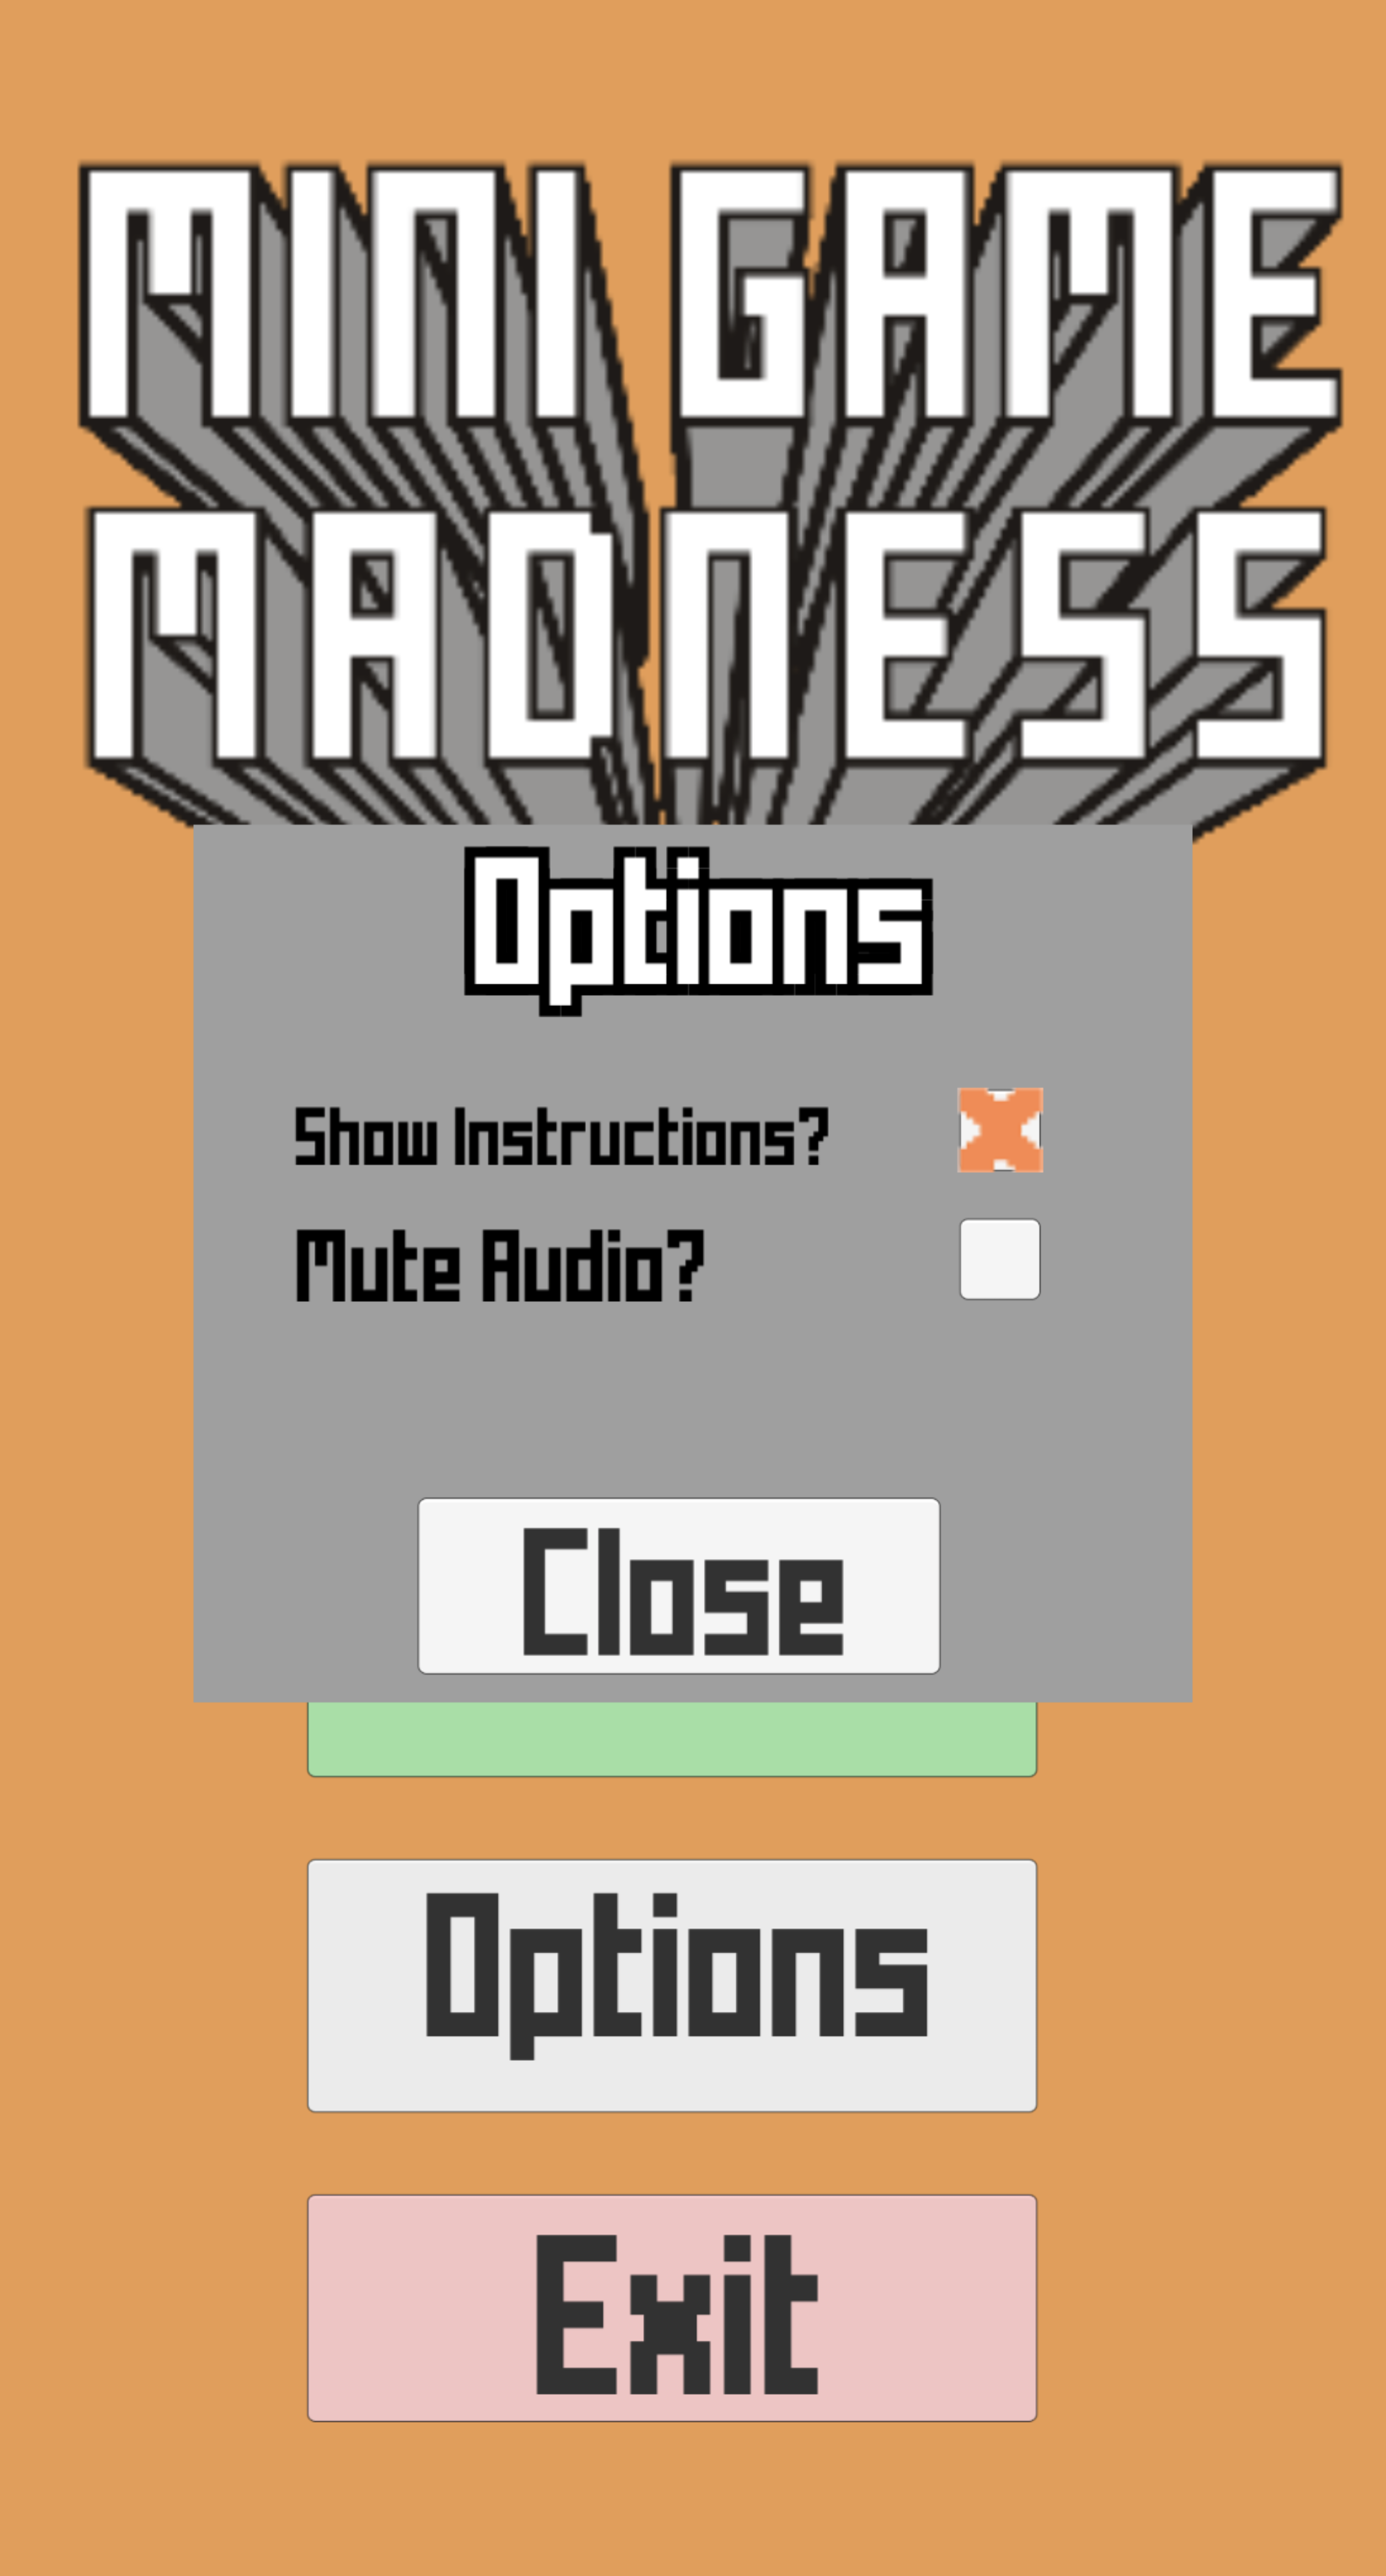 MINI GAME
MADNESS
Options
Show Instructions?
Mute Audio?
Close
Options
Exit